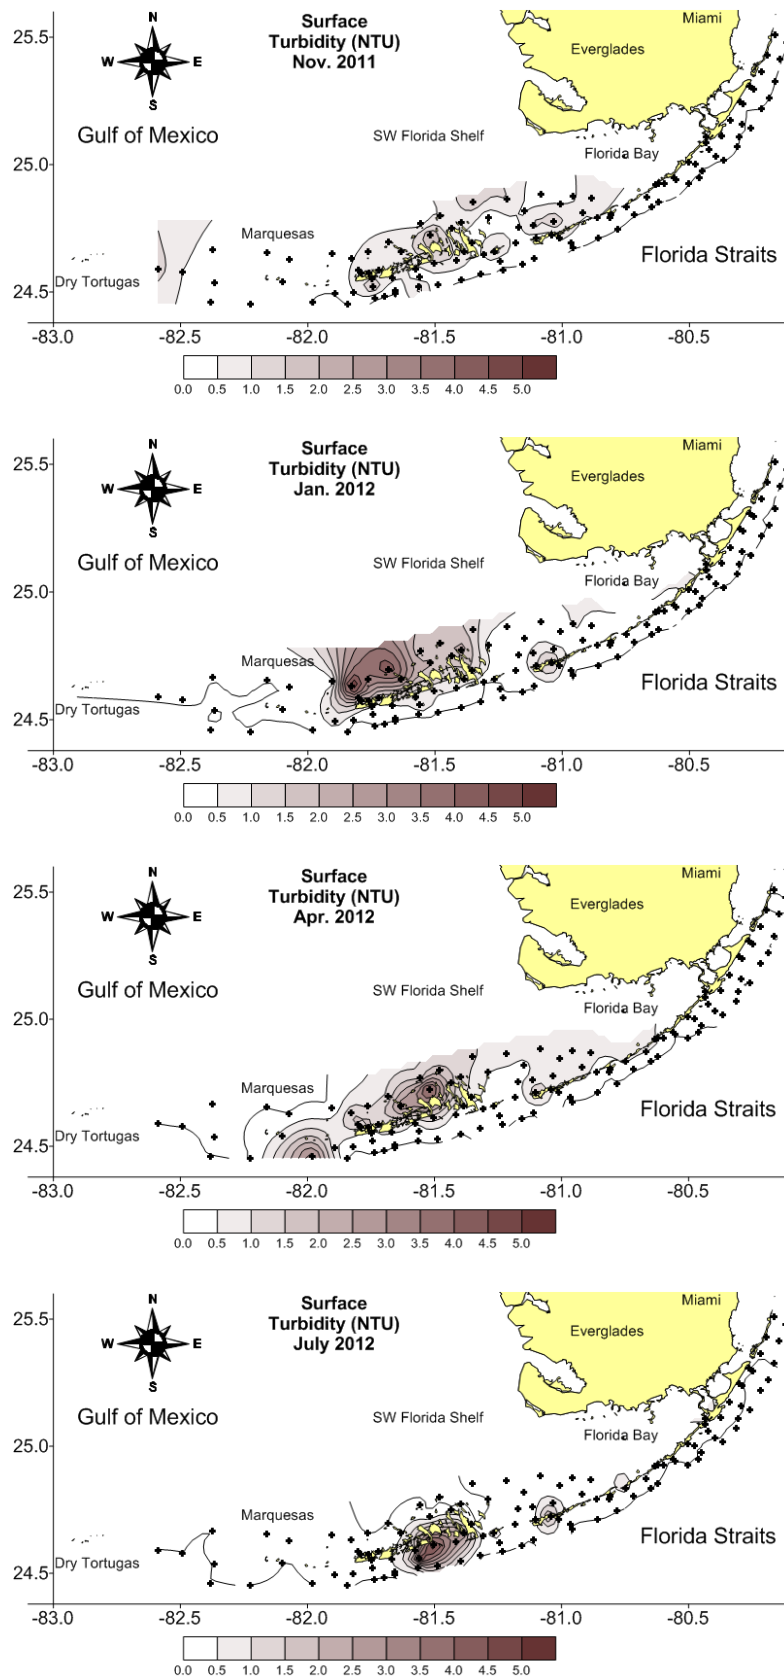 Surface
Turbidity (NTU)
Nov. 2011
N
W E
S
Miami
Everglades
Gulf of Mexico
SW Florida Shelf
Florida Bay
Marquesas
Dry Tortugas
Florida Straits
25.5
25.0
24.5
-83.0 -82.5 -82.0 -81.5 -81.0 -80.5
0.0 0.5 1.0 1.5 2.0 2.5 3.0 3.5 4.0 4.5 5.0
Surface
Turbidity (NTU)
Jan. 2012
N
W E
S
Miami
Everglades
Gulf of Mexico
SW Florida Shelf
Florida Bay
Marquesas
Dry Tortugas
Florida Straits
25.5
25.0
24.5
-83.0 -82.5 -82.0 -81.5 -81.0 -80.5
0.0 0.5 1.0 1.5 2.0 2.5 3.0 3.5 4.0 4.5 5.0
Surface
Turbidity (NTU)
Apr. 2012
N
W E
S
Miami
Everglades
Gulf of Mexico
SW Florida Shelf
Florida Bay
Marquesas
Dry Tortugas
Florida Straits
25.5
25.0
24.5
-83.0 -82.5 -82.0 -81.5 -81.0 -80.5
0.0 0.5 1.0 1.5 2.0 2.5 3.0 3.5 4.0 4.5 5.0
Surface
Turbidity (NTU)
July 2012
N
W E
S
Miami
Everglades
Gulf of Mexico
SW Florida Shelf
Florida Bay
Marquesas
Dry Tortugas
Florida Straits
25.5
25.0
24.5
-83.0 -82.5 -82.0 -81.5 -81.0 -80.5
0.0 0.5 1.0 1.5 2.0 2.5 3.0 3.5 4.0 4.5 5.0